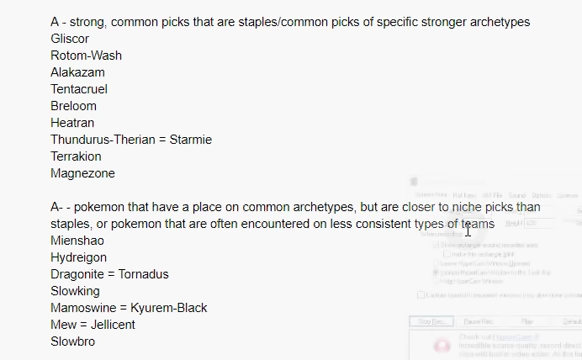 A - strong, common picks that are staples/common picks of specific stronger archetypes
Gliscor
Rotom-Wash
Alakazam
Tentacruel
Breloom
Heatran
Thundurus-Therian = Starmie
Terrakion
Magnezone
A- - pokemon that have a place on common archetypes, but are closer to niche picks than
staples, or pokemon that are often encountered on less consistent types of teams
Mienshao
Hydreigon
Dragonite = Tornadus
Slowking
Mamoswine = Kyurem-Black
Mew = Jellicent
Slowbro